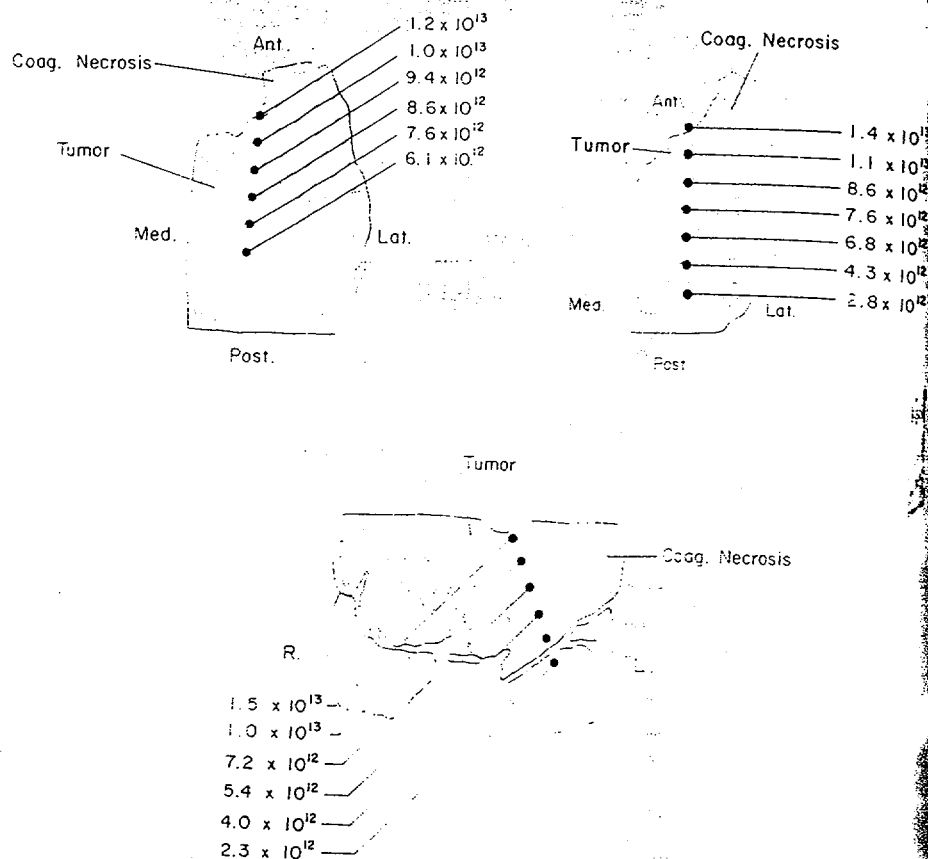 Ant.
Coag. Necrosis
Tumor
Med.
Lat.
Post.
1.2 x 10¹³
1.0 x 10¹³
9.4 x 10¹²
8.6 x 10¹²
7.6 x 10¹²
6.1 x 10¹²
Coag. Necrosis
Ant.
Tumor
Med.
Lat.
Post
1.4 x 10¹³
1.1 x 10¹³
8.6 x 10¹²
7.6 x 10¹²
6.8 x 10¹²
4.3 x 10¹²
2.8 x 10¹²
Tumor
Coag. Necrosis
R.
1.5 x 10¹³
1.0 x 10¹³
7.2 x 10¹²
5.4 x 10¹²
4.0 x 10¹²
2.3 x 10¹²